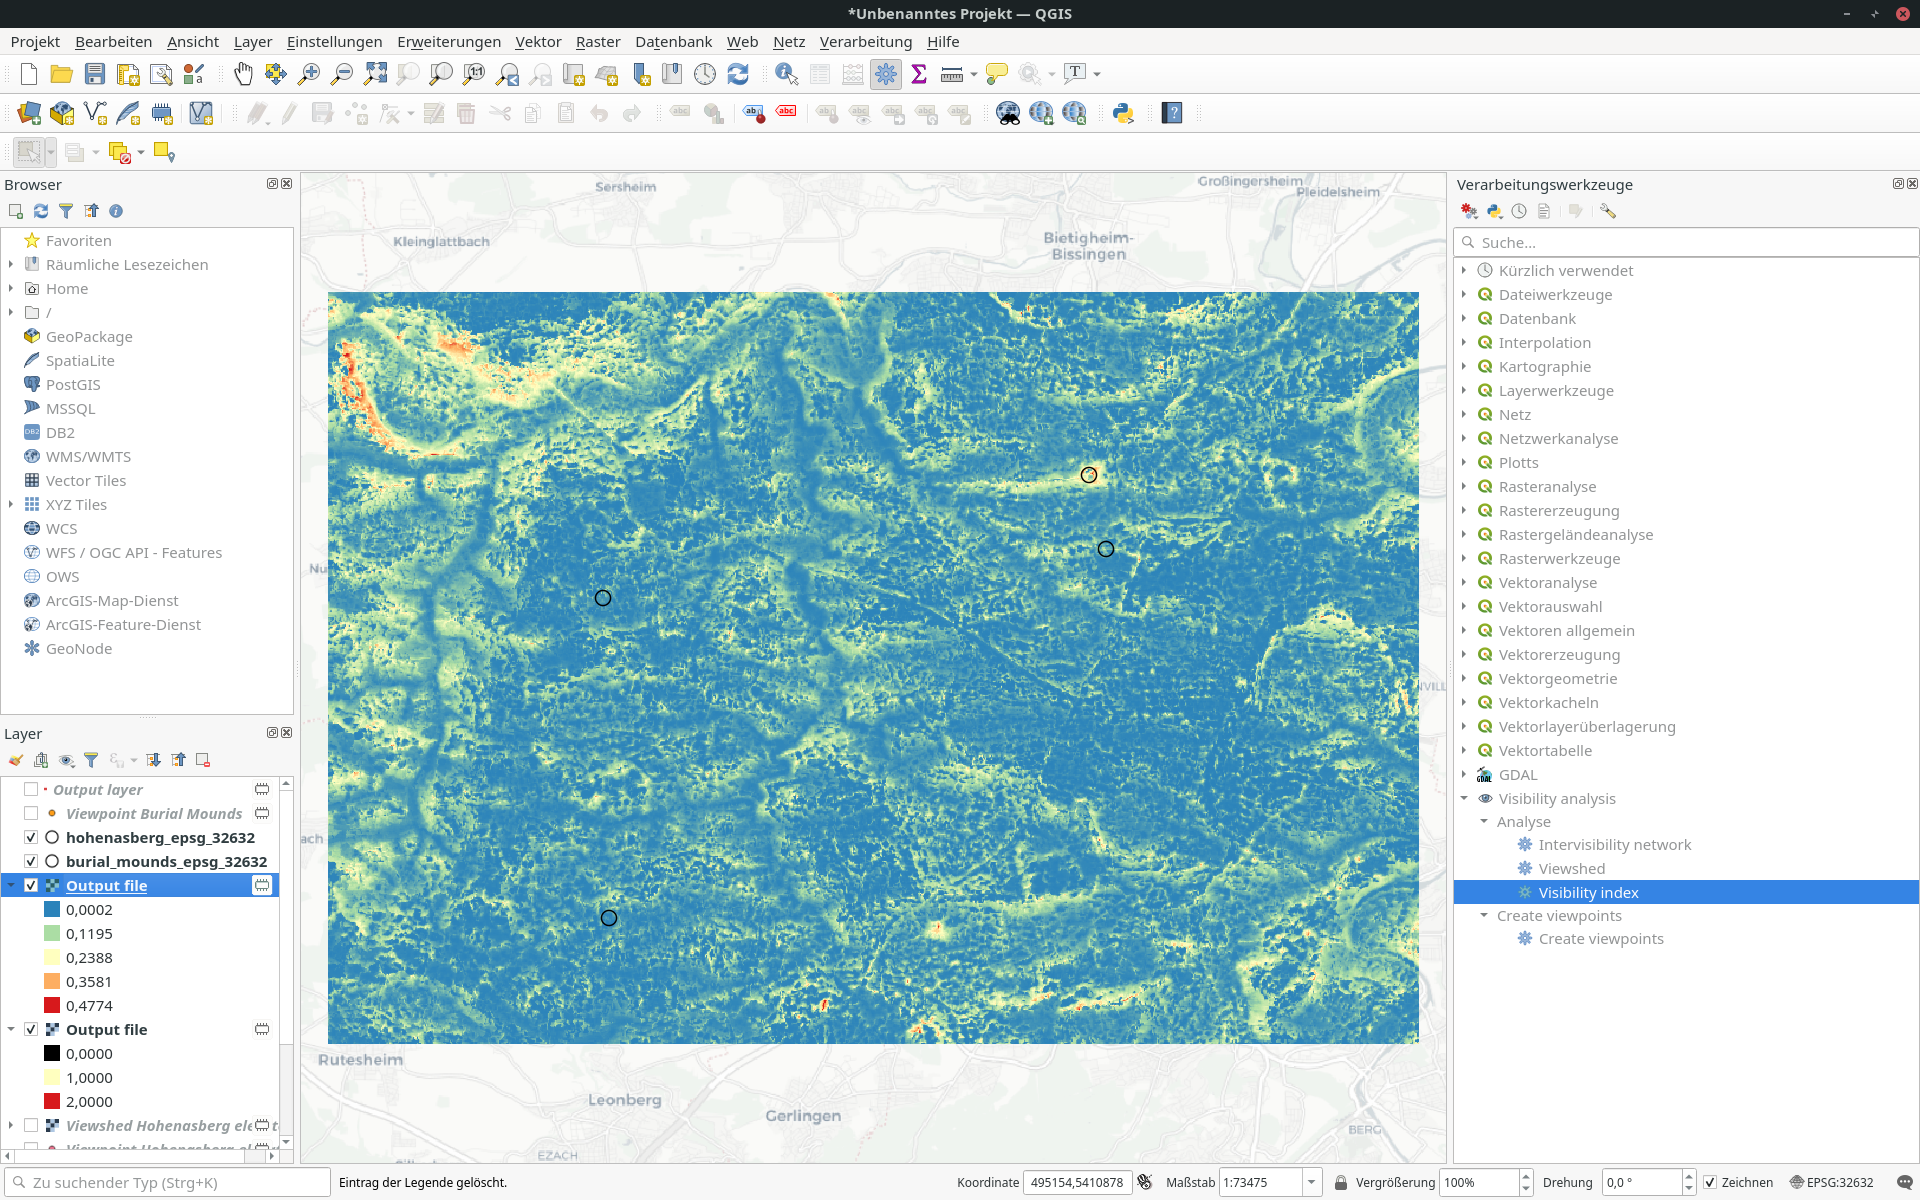 *Unbenanntes Projekt — QGIS
Projekt Bearbeiten Ansicht Layer Einstellungen Erweiterungen Vektor Raster Datenbank Web Netz Verarbeitung Hilfe
Browser
Favoriten
Räumliche Lesezeichen
Home
/
GeoPackage
SpatiaLite
PostGIS
MSSQL
DB2
WMS/WMTS
Vector Tiles
XYZ Tiles
WCS
WFS / OGC API - Features
OWS
ArcGIS-Map-Dienst
ArcGIS-Feature-Dienst
GeoNode
Layer
Output layer
Viewpoint Burial Mounds
hohenasberg_epsg_32632
burial_mounds_epsg_32632
Output file
0,0002
0,1195
0,2388
0,3581
0,4774
Output file
0,0000
1,0000
2,0000
Viewshed Hohenasberg ele
Sersheim
Großingersheim
Pleidelsheim
Kleinglattbach
Bietigheim-
Bissingen
Rutesheim
Leonberg
Gerlingen
EZACH
BERG
Verarbeitungswerkzeuge
Suche...
Kürzlich verwendet
Dateiwerkzeuge
Datenbank
Interpolation
Kartographie
Layerwerkzeuge
Netz
Netzwerkanalyse
Plotts
Rasteranalyse
Rastererzeugung
Rastergeländeanalyse
Rasterwerkzeuge
Vektoranalyse
Vektorauswahl
Vektoren allgemein
Vektorerzeugung
Vektorgeometrie
Vektorkacheln
Vektorlayerüberlagerung
Vektortabelle
GDAL
Visibility analysis
Analyse
Intervisibility network
Viewshed
Visibility index
Create viewpoints
Create viewpoints
Zu suchender Typ (Strg+K) Eintrag der Legende gelöscht. Koordinate 495154,5410878 Maßstab 1:73475 Vergrößerung 100% Drehung 0,0 ° Zeichnen EPSG:32632